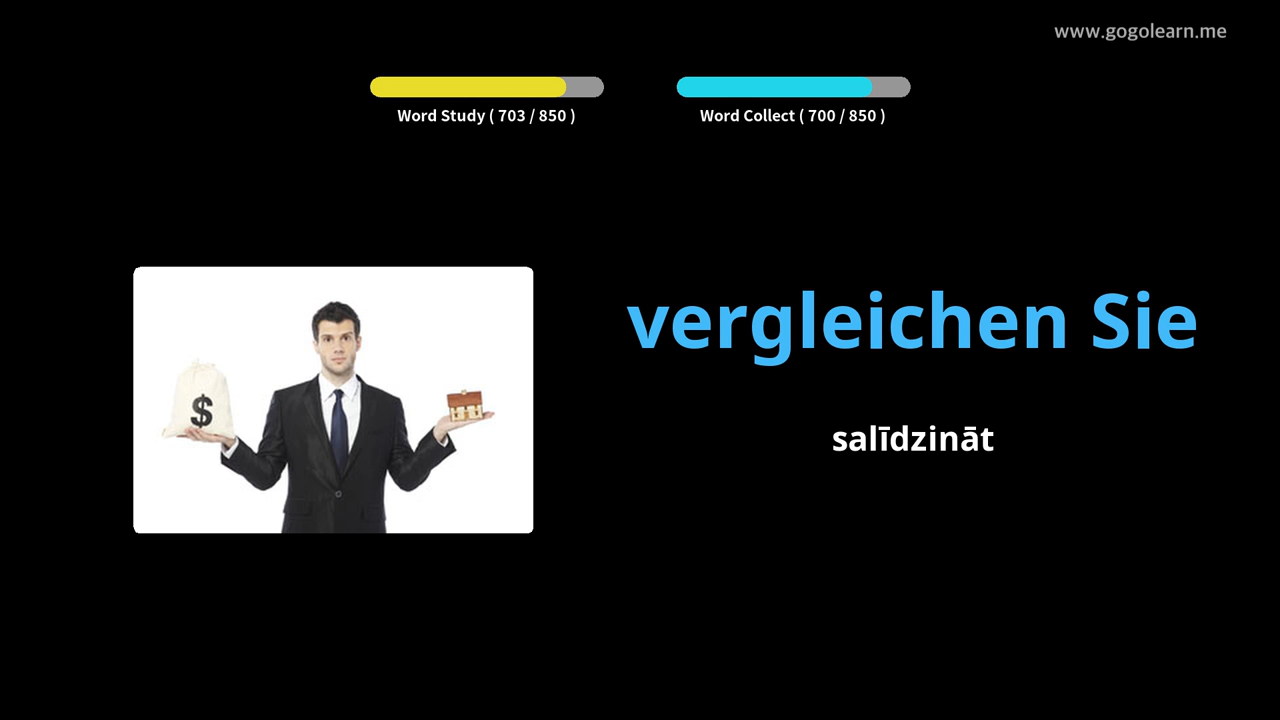 www.gogolearn.me
Word Study ( 703 / 850 )
Word Collect ( 700 / 850 )
vergleichen Sie
salīdzināt
$